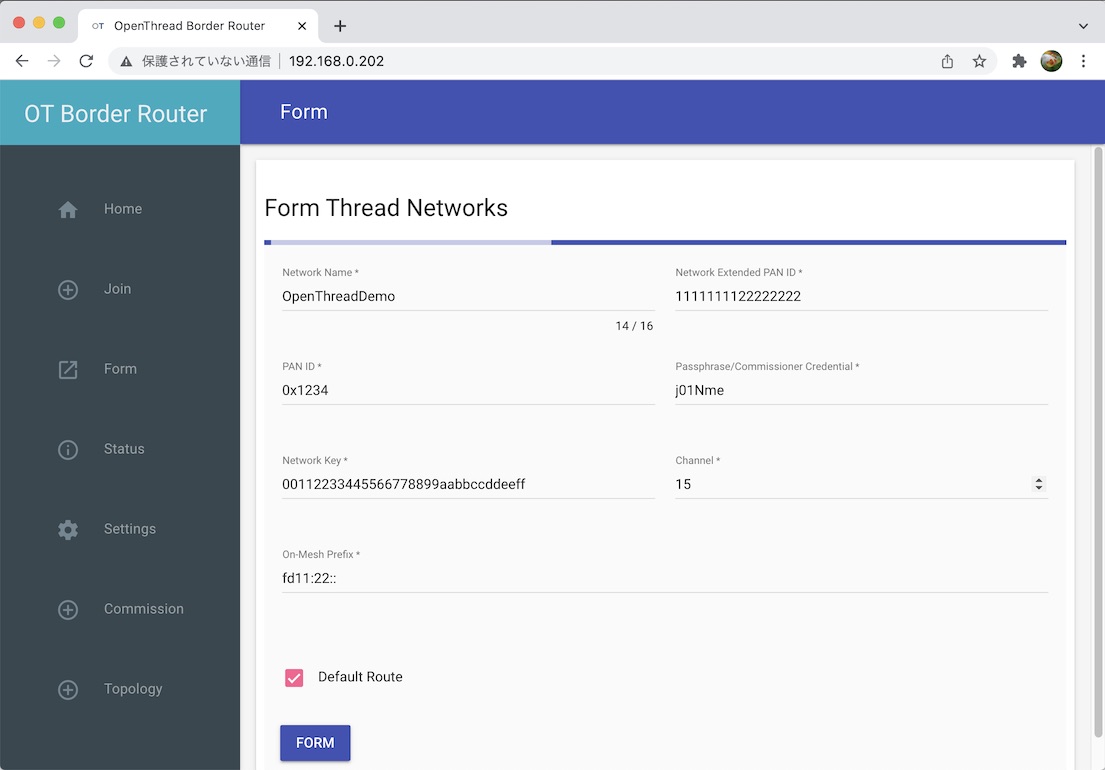 OT OpenThread Border Router
保護されていない通信 192.168.0.202
OT Border Router
Form
Home
Join
Form
Status
Settings
Commission
Topology
Form Thread Networks
Network Name *
OpenThreadDemo
14 / 16
Network Extended PAN ID *
1111111122222222
PAN ID *
0x1234
Passphrase/Commissioner Credential *
j01Nme
Network Key *
00112233445566778899aabbccddeeff
Channel *
15
On-Mesh Prefix *
fd11:22::
Default Route
FORM